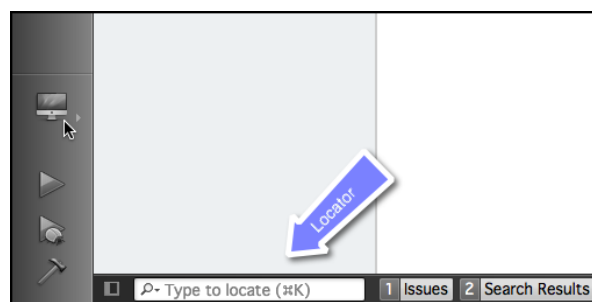 Locator
Type to locate (⌘K) 1 Issues 2 Search Results